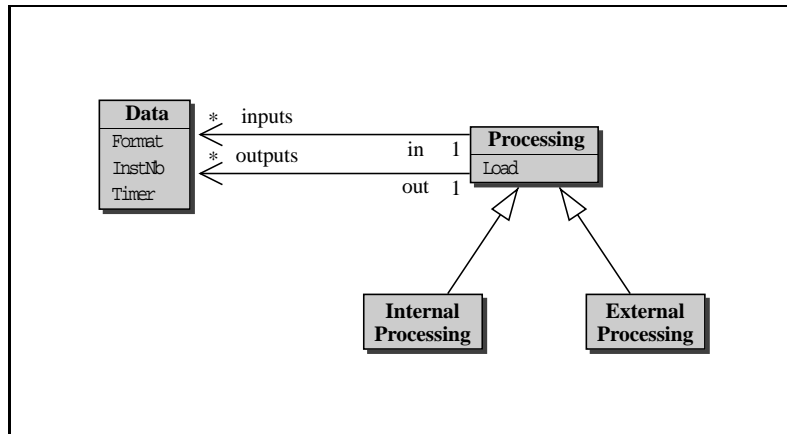 Data
Format
InstNb
Timer
* inputs
in 1
* outputs
out 1
Processing
Load
Internal
Processing
External
Processing